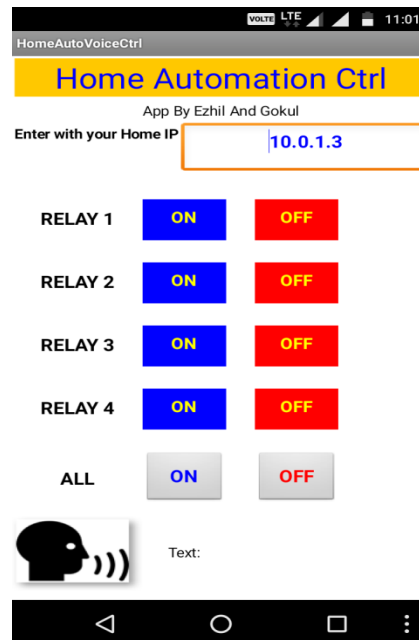 VOLTE LTE 11:01
HomeAutoVoiceCtrl
Home Automation Ctrl
App By Ezhil And Gokul
Enter with your Home IP 10.0.1.3
RELAY 1 ON OFF
RELAY 2 ON OFF
RELAY 3 ON OFF
RELAY 4 ON OFF
ALL ON OFF
Text: